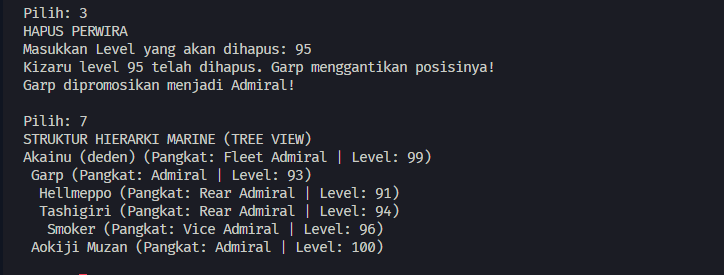 Pilih: 3
HAPUS PERWIRA
Masukkan Level yang akan dihapus: 95
Kizaru level 95 telah dihapus. Garp menggantikan posisinya!
Garp dipromosikan menjadi Admiral!
Pilih: 7
STRUKTUR HIERARKI MARINE (TREE VIEW)
Akainu (deden) (Pangkat: Fleet Admiral | Level: 99)
Garp (Pangkat: Admiral | Level: 93)
Hellmeppo (Pangkat: Rear Admiral | Level: 91)
Tashigiri (Pangkat: Rear Admiral | Level: 94)
Smoker (Pangkat: Vice Admiral | Level: 96)
Aokiji Muzan (Pangkat: Admiral | Level: 100)